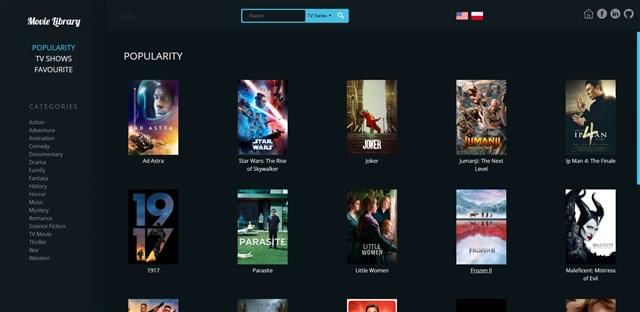 Movie Library
Search
TV Series
POPULARITY
TV SHOWS
FAVOURITE
CATEGORIES
Action
Adventure
Animation
Comedy
Documentary
Drama
Family
Fantasy
History
Horror
Music
Mystery
Romance
Science Fiction
TV Movie
Thriller
War
Western
POPULARITY
AD ASTRA
STAR
WARS
JOKER
JUMANJI
IP MAN
4
Ad Astra
Star Wars: The Rise
of Skywalker
Joker
Jumanji: The Next
Level
Ip Man 4: The Finale
19
17
PARASITE
LITTLE
WOMEN
FROZEN II
1917
Parasite
Little Women
Frozen II
Maleficent: Mistress
of Evil